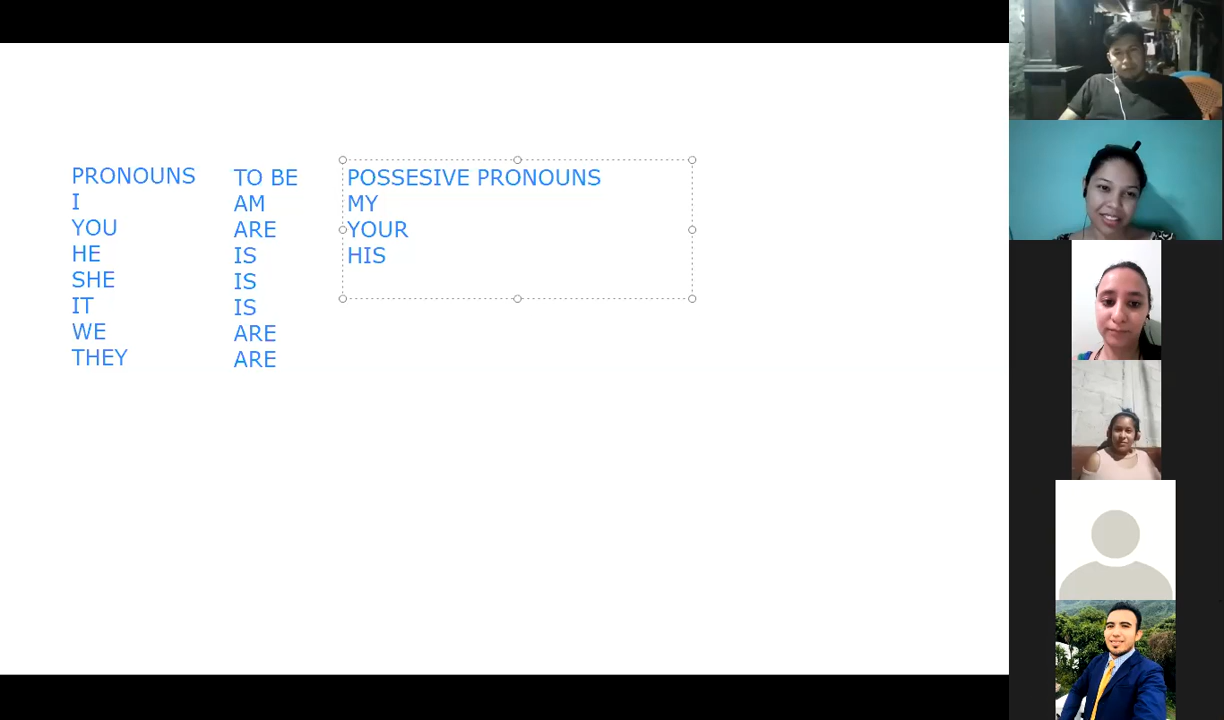 PRONOUNS
I
YOU
HE
SHE
IT
WE
THEY
TO BE
AM
ARE
IS
IS
IS
ARE
ARE
POSSESIVE PRONOUNS
MY
YOUR
HIS